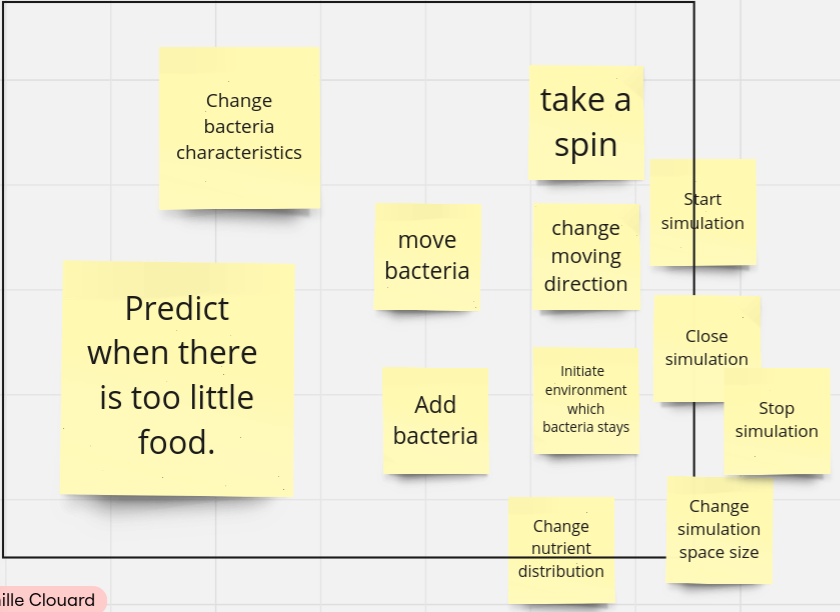 Change
bacteria
characteristics
take a
spin
Start
simulation
move
bacteria
change
moving
direction
Predict
when there
is too little
food.
Close
simulation
Add
bacteria
Initiate
environment
which
bacteria stays
Stop
simulation
Change
simulation
space size
Change
nutrient
distribution
ille Clouard